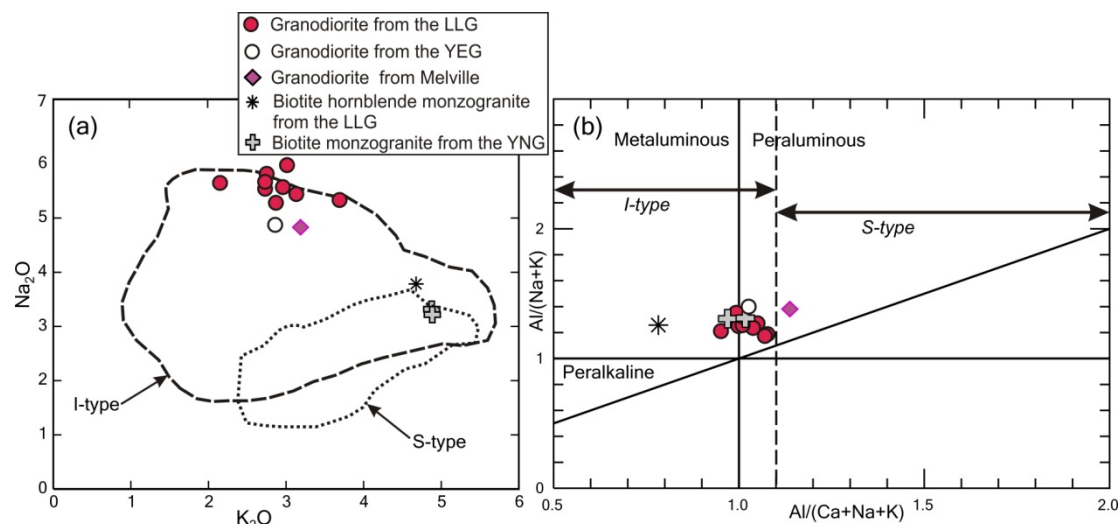 Granodiorite from the LLG
Granodiorite from the YEG
Granodiorite from Melville
Biotite hornblende monzogranite
from the LLG
Biotite monzogranite from the YNG
(a)
7
6
5
4
3
2
1
0
Na₂O
I-type
S-type
0
1
2
3
4
5
6
K₂O
(b)
Metaluminous
Peraluminous
I-type
S-type
Peralkaline
2
1
0
Al/(Na+K)
0.5
1.0
1.5
2.0
Al/(Ca+Na+K)